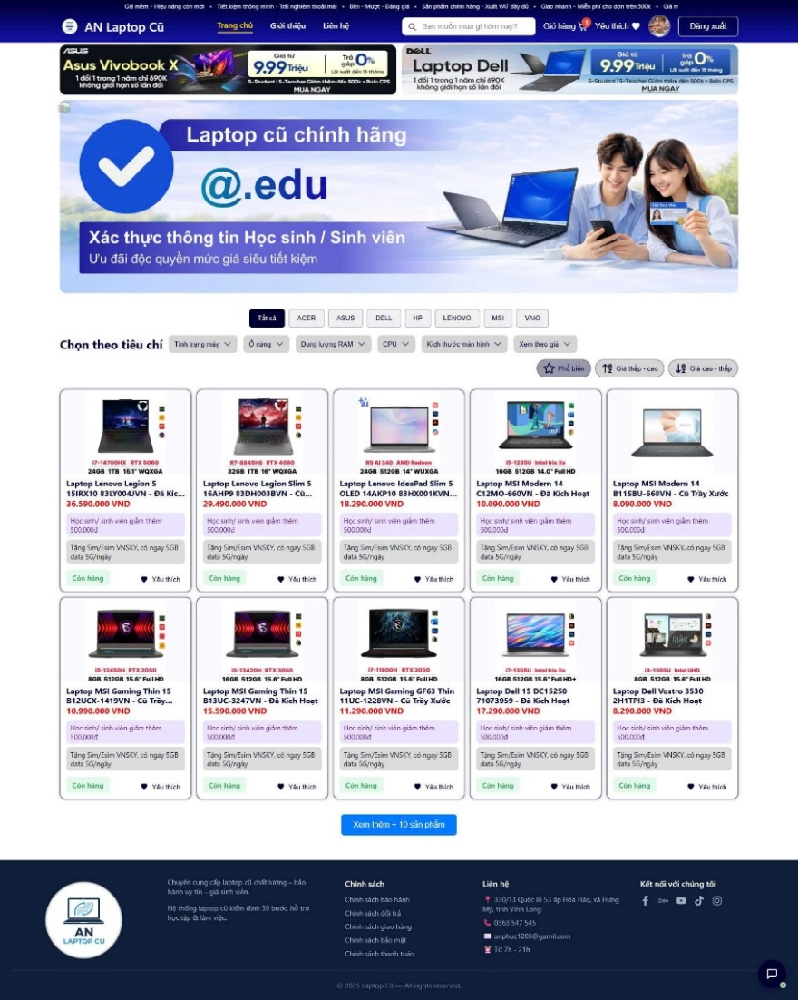 Giá mềm - Hiệu năng còn mới • Tiết kiệm thông minh - Trải nghiệm thoải mái • Bền - Mượt - Đáng giá • Sản phẩm chính hãng - Xuất VAT đầy đủ • Giao nhanh - Miễn phí cho đơn trên 500k • Giá m
AN Laptop Cũ Trang chủ Giới thiệu Liên hệ Bạn muốn mua gì hôm nay? Giỏ hàng 1 Yêu thích Đăng xuất
ASUS
Asus Vivobook X
1 đổi 1 trong 1 năm chỉ 690K
không giới hạn số lần đổi
Giá từ
9.99Triệu
Trả góp 0%
Lãi suất đến 15 tháng
S-Student | S-Teacher Giảm thêm đến 500k + Balo CPS
MUA NGAY
DELL
Laptop Dell
1 đổi 1 trong 1 năm chỉ 690K
không giới hạn số lần đổi
Giá từ
9.99Triệu
Trả góp 0%
Lãi suất đến 15 tháng
S-Student | S-Teacher Giảm thêm đến 500k + Balo CPS
MUA NGAY
Laptop cũ chính hãng
@.edu
Xác thực thông tin Học sinh / Sinh viên
Ưu đãi độc quyền mức giá siêu tiết kiệm
Tất cả ACER ASUS DELL HP LENOVO MSI VAIO
Chọn theo tiêu chí Tình trạng máy Ổ cứng Dung lượng RAM CPU Kích thước màn hình Xem theo giá
Phổ biến Giá thấp - cao Giá cao - thấp
i7-14700HX RTX 5060
24GB 1TB 15.1" WQXGA
Laptop Lenovo Legion 5
15IRX10 83LY004JVN - Đã Kíc...
36.590.000 VND
Học sinh/ sinh viên giảm thêm
500.000đ
Tặng Sim/Esim VNSKY, có ngay 5GB
data 5G/ngày
Còn hàng Yêu thích
R7-8845HS RTX 4060
32GB 1TB 16" WQXGA
Laptop Lenovo Legion Slim 5
16AHP9 83DH003BVN - Cũ...
29.490.000 VND
Học sinh/ sinh viên giảm thêm
500.000đ
Tặng Sim/Esim VNSKY, có ngay 5GB
data 5G/ngày
Còn hàng Yêu thích
AI
R5 AI 340 AMD Radeon
24GB 512GB 14" WUXGA
Laptop Lenovo IdeaPad Slim 5
OLED 14AKP10 83HX001KVN...
18.290.000 VND
Học sinh/ sinh viên giảm thêm
500.000đ
Tặng Sim/Esim VNSKY, có ngay 5GB
data 5G/ngày
Còn hàng Yêu thích
i5-1235U Intel Iris Xe
16GB 512GB 14.0" Full HD
Laptop MSI Modern 14
C12MO-660VN - Đã Kích Hoạt
10.090.000 VND
Học sinh/ sinh viên giảm thêm
500.000đ
Tặng Sim/Esim VNSKY, có ngay 5GB
data 5G/ngày
Còn hàng Yêu thích
Laptop MSI Modern 14
B11SBU-668VN - Cũ Trầy Xước
8.090.000 VND
Học sinh/ sinh viên giảm thêm
500.000đ
Tặng Sim/Esim VNSKY, có ngay 5GB
data 5G/ngày
Còn hàng Yêu thích
i5-12450H RTX 2050
8GB 512GB 15.6" Full HD
Laptop MSI Gaming Thin 15
B12UCX-1419VN - Cũ Trầy...
10.990.000 VND
Học sinh/ sinh viên giảm thêm
500.000đ
Tặng Sim/Esim VNSKY, có ngay 5GB
data 5G/ngày
Còn hàng Yêu thích
i5-13420H RTX 3050
16GB 512GB 15.6" Full HD
Laptop MSI Gaming Thin 15
B13UC-3247VN - Đã Kích Hoạt
15.590.000 VND
Học sinh/ sinh viên giảm thêm
500.000đ
Tặng Sim/Esim VNSKY, có ngay 5GB
data 5G/ngày
Còn hàng Yêu thích
i7-11800H RTX 3050
8GB 512GB 15.6" Full HD
Laptop MSI Gaming GF63 Thin
11UC-1228VN - Cũ Trầy Xước
11.290.000 VND
Học sinh/ sinh viên giảm thêm
500.000đ
Tặng Sim/Esim VNSKY, có ngay 5GB
data 5G/ngày
Còn hàng Yêu thích
i7-1355U Intel Iris Xe
16GB 512GB 15.6" Full HD+
Laptop Dell 15 DC15250
71073959 - Đã Kích Hoạt
17.290.000 VND
Học sinh/ sinh viên giảm thêm
500.000đ
Tặng Sim/Esim VNSKY, có ngay 5GB
data 5G/ngày
Còn hàng Yêu thích
i3-1305U Intel UHD
8GB 512GB 15.6" Full HD
Laptop Dell Vostro 3530
2H1TPI3 - Đã Kích Hoạt
8.290.000 VND
Học sinh/ sinh viên giảm thêm
500.000đ
Tặng Sim/Esim VNSKY, có ngay 5GB
data 5G/ngày
Còn hàng Yêu thích
Xem thêm + 10 sản phẩm
AN
LAPTOP CU
Chuyên cung cấp laptop cũ chất lượng – bảo
hành uy tín – giá sinh viên.
Hệ thống laptop cũ kiểm định 30 bước, hỗ trợ
học tập & làm việc.
Chính sách
Chính sách bảo hành
Chính sách đổi trả
Chính sách giao hàng
Chính sách bảo mật
Chính sách thanh toán
Liên hệ
330/13 Quốc lộ 53 ấp Hòa Hảo, xã Hưng
Mỹ, tỉnh Vĩnh Long
0363 547 545
anphuc1203@gamil.com
Từ 7h - 21h
Kết nối với chúng tôi
Zalo
© 2025 Laptop Cũ — All rights reserved.